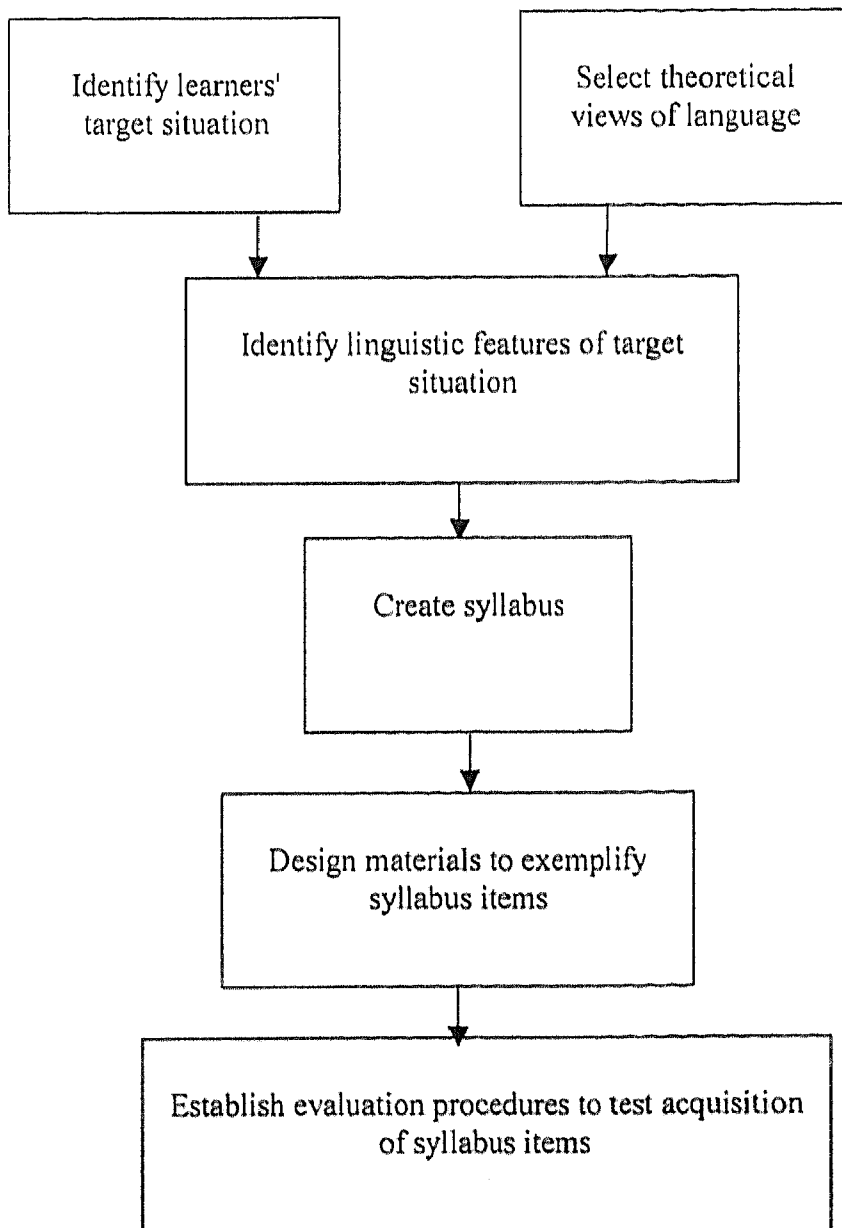 Identify learners'
target situation
Select theoretical
views of language
Identify linguistic features of target
situation
Create syllabus
Design materials to exemplify
syllabus items
Establish evaluation procedures to test acquisition
of syllabus items